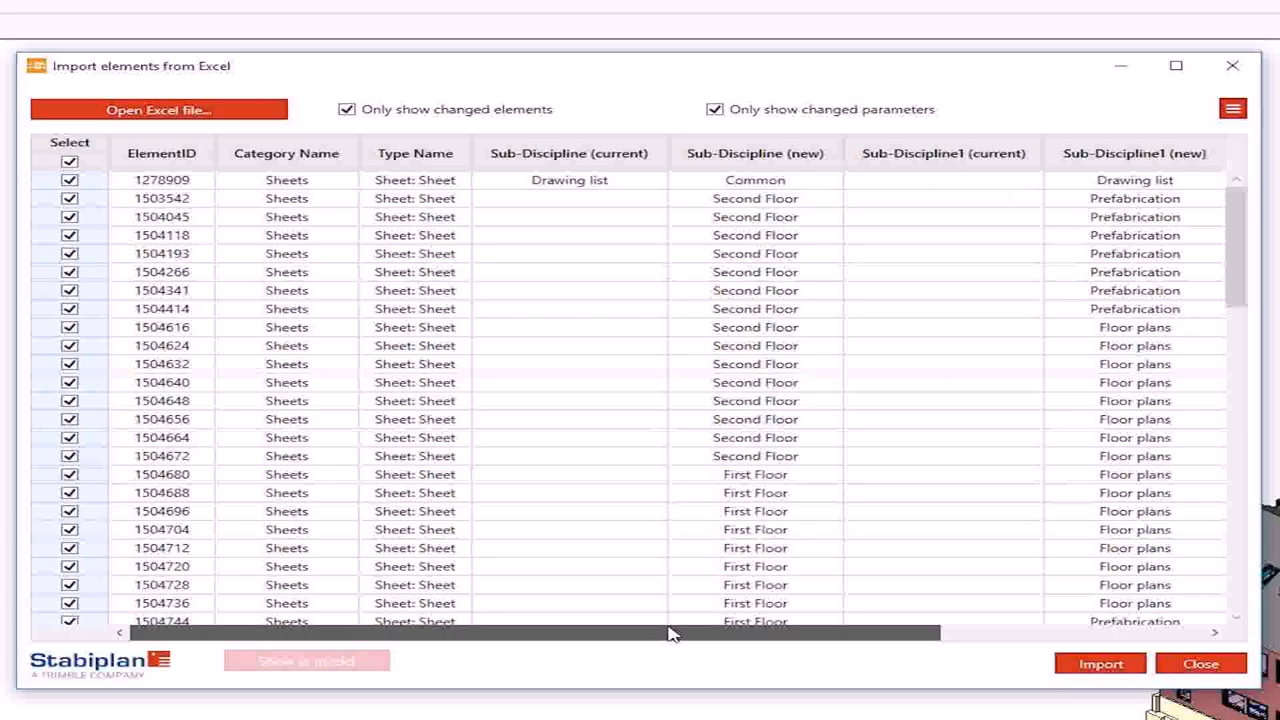 Import elements from Excel
Open Excel file... Only show changed elements Only show changed parameters
Select ElementID Category Name Type Name Sub-Discipline (current) Sub-Discipline (new) Sub-Discipline1 (current) Sub-Discipline1 (new)
1278909 Sheets Sheet: Sheet Drawing list Common Drawing list
1503542 Sheets Sheet: Sheet Second Floor Prefabrication
1504045 Sheets Sheet: Sheet Second Floor Prefabrication
1504118 Sheets Sheet: Sheet Second Floor Prefabrication
1504193 Sheets Sheet: Sheet Second Floor Prefabrication
1504266 Sheets Sheet: Sheet Second Floor Prefabrication
1504341 Sheets Sheet: Sheet Second Floor Prefabrication
1504414 Sheets Sheet: Sheet Second Floor Prefabrication
1504616 Sheets Sheet: Sheet Second Floor Floor plans
1504624 Sheets Sheet: Sheet Second Floor Floor plans
1504632 Sheets Sheet: Sheet Second Floor Floor plans
1504640 Sheets Sheet: Sheet Second Floor Floor plans
1504648 Sheets Sheet: Sheet Second Floor Floor plans
1504656 Sheets Sheet: Sheet Second Floor Floor plans
1504664 Sheets Sheet: Sheet Second Floor Floor plans
1504672 Sheets Sheet: Sheet Second Floor Floor plans
1504680 Sheets Sheet: Sheet First Floor Floor plans
1504688 Sheets Sheet: Sheet First Floor Floor plans
1504696 Sheets Sheet: Sheet First Floor Floor plans
1504704 Sheets Sheet: Sheet First Floor Floor plans
1504712 Sheets Sheet: Sheet First Floor Floor plans
1504720 Sheets Sheet: Sheet First Floor Floor plans
1504728 Sheets Sheet: Sheet First Floor Floor plans
1504736 Sheets Sheet: Sheet First Floor Floor plans
1504744 Sheets Sheet: Sheet First Floor Prefabrication
Stabiplan Show in model Import Close
A TRIMBLE COMPANY